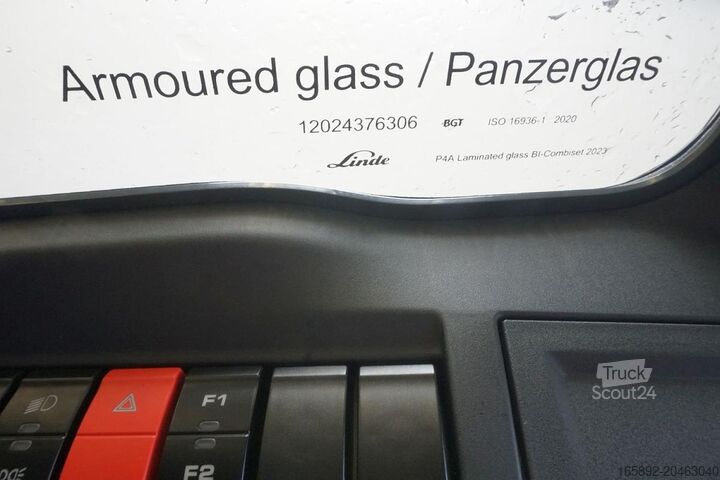 Armoured glass / Panzerglas
12024376306 BGT ISO 16936-1 2020
Linde P4A Laminated glass BI-Combiset 2023
F1
F2
Truck
Scout24
165892-20463040